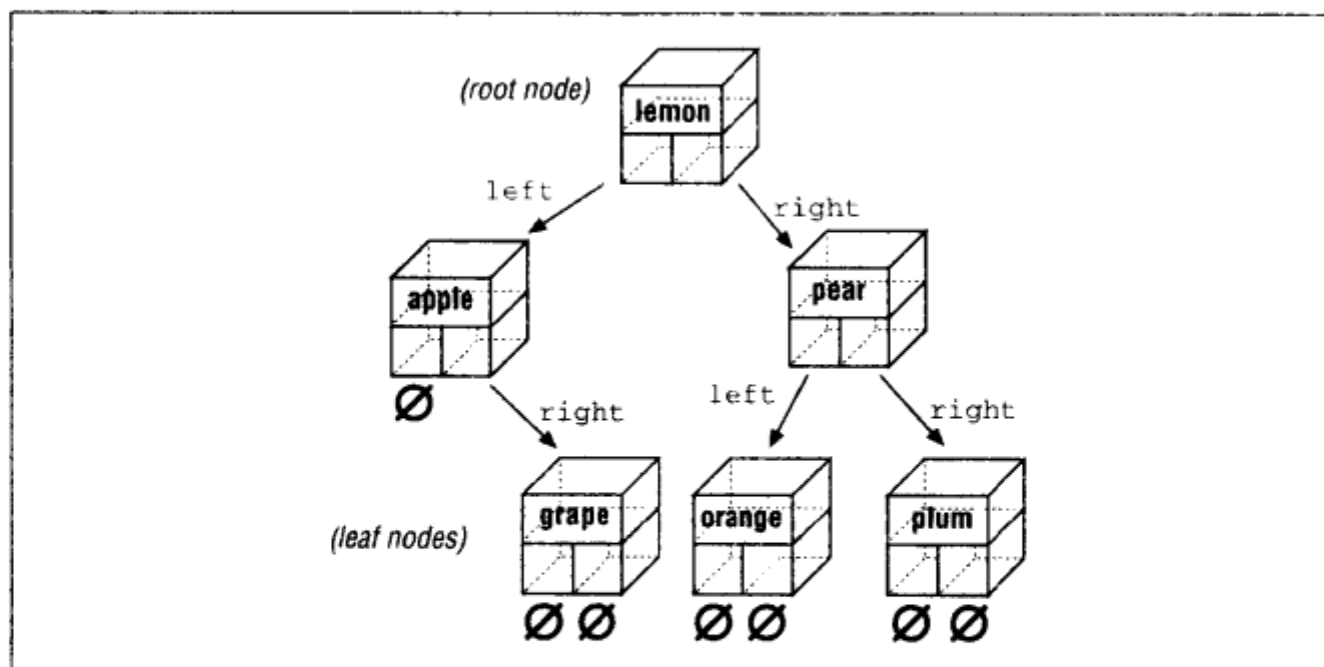 (root node)
lemon
left
right
apple
pear
Ø
right
left
right
(leaf nodes)
grape
orange
plum
Ø Ø
Ø Ø
Ø Ø